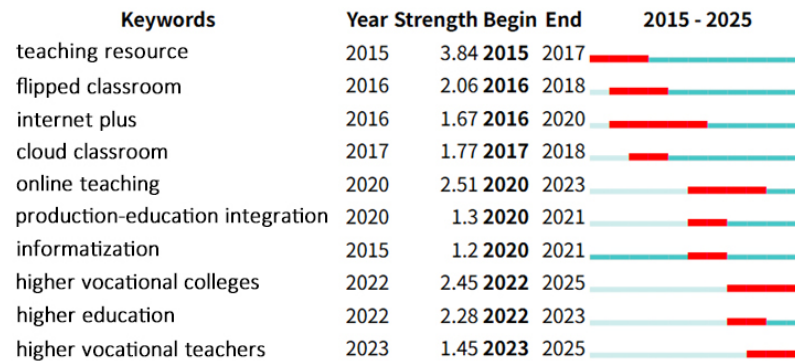 Keywords Year Strength Begin End 2015 - 2025
teaching resource 2015 3.84 2015 2017
flipped classroom 2016 2.06 2016 2018
internet plus 2016 1.67 2016 2020
cloud classroom 2017 1.77 2017 2018
online teaching 2020 2.51 2020 2023
production-education integration 2020 1.3 2020 2021
informatization 2015 1.2 2020 2021
higher vocational colleges 2022 2.45 2022 2025
higher education 2022 2.28 2022 2023
higher vocational teachers 2023 1.45 2023 2025